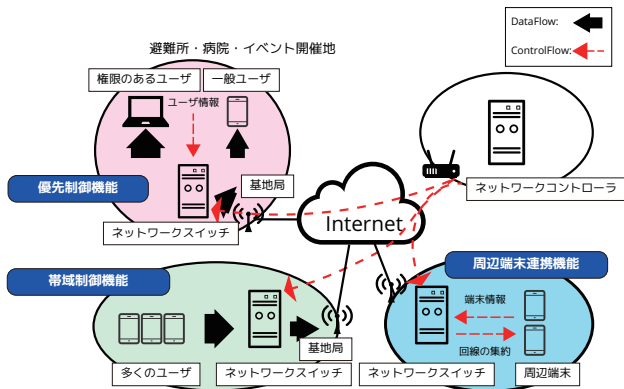 DataFlow:
ControlFlow:
避難所・病院・イベント開催地
権限のあるユーザ
一般ユーザ
ユーザ情報
優先制御機能
基地局
ネットワークスイッチ
ネットワークコントローラ
Internet
帯域制御機能
周辺端末連携機能
端末情報
回線の集約
基地局
多くのユーザ
ネットワークスイッチ
ネットワークスイッチ
周辺端末